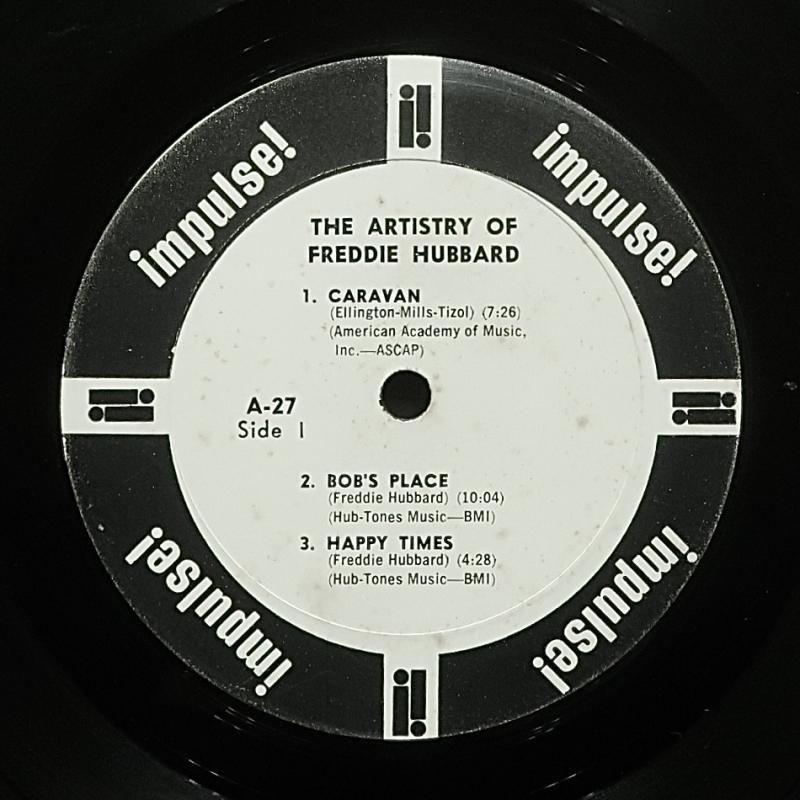 impulse!
impulse!
THE ARTISTRY OF
FREDDIE HUBBARD
1. CARAVAN
(Ellington-Mills-Tizol) (7:26)
(American Academy of Music,
Inc.—ASCAP)
A-27
Side 1
2. BOB'S PLACE
(Freddie Hubbard) (10:04)
(Hub-Tones Music—BMI)
3. HAPPY TIMES
(Freddie Hubbard) (4:28)
(Hub-Tones Music—BMI)
impulse!
impulse!